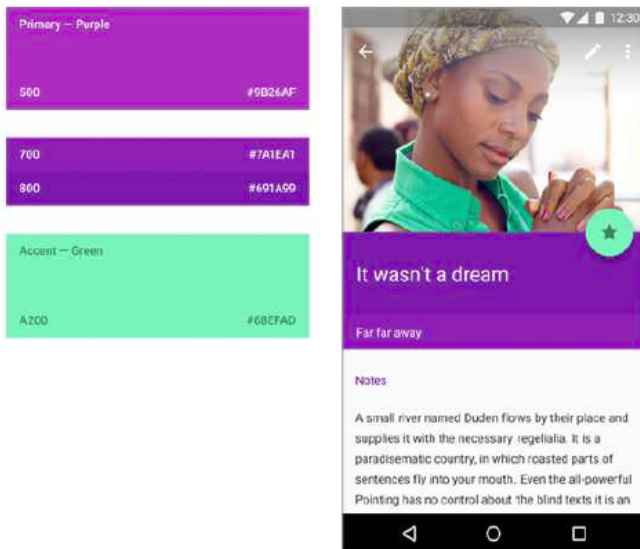 Primary — Purple
500 #9B26AF
700 #7A1EA1
800 #691A99
Accent — Green
A200 #68EFAD
12:30
It wasn't a dream
Far far away
Notes
A small river named Duden flows by their place and
supplies it with the necessary regelialia. It is a
paradisematic country, in which roasted parts of
sentences fly into your mouth. Even the all-powerful
Pointing has no control about the blind texts it is an